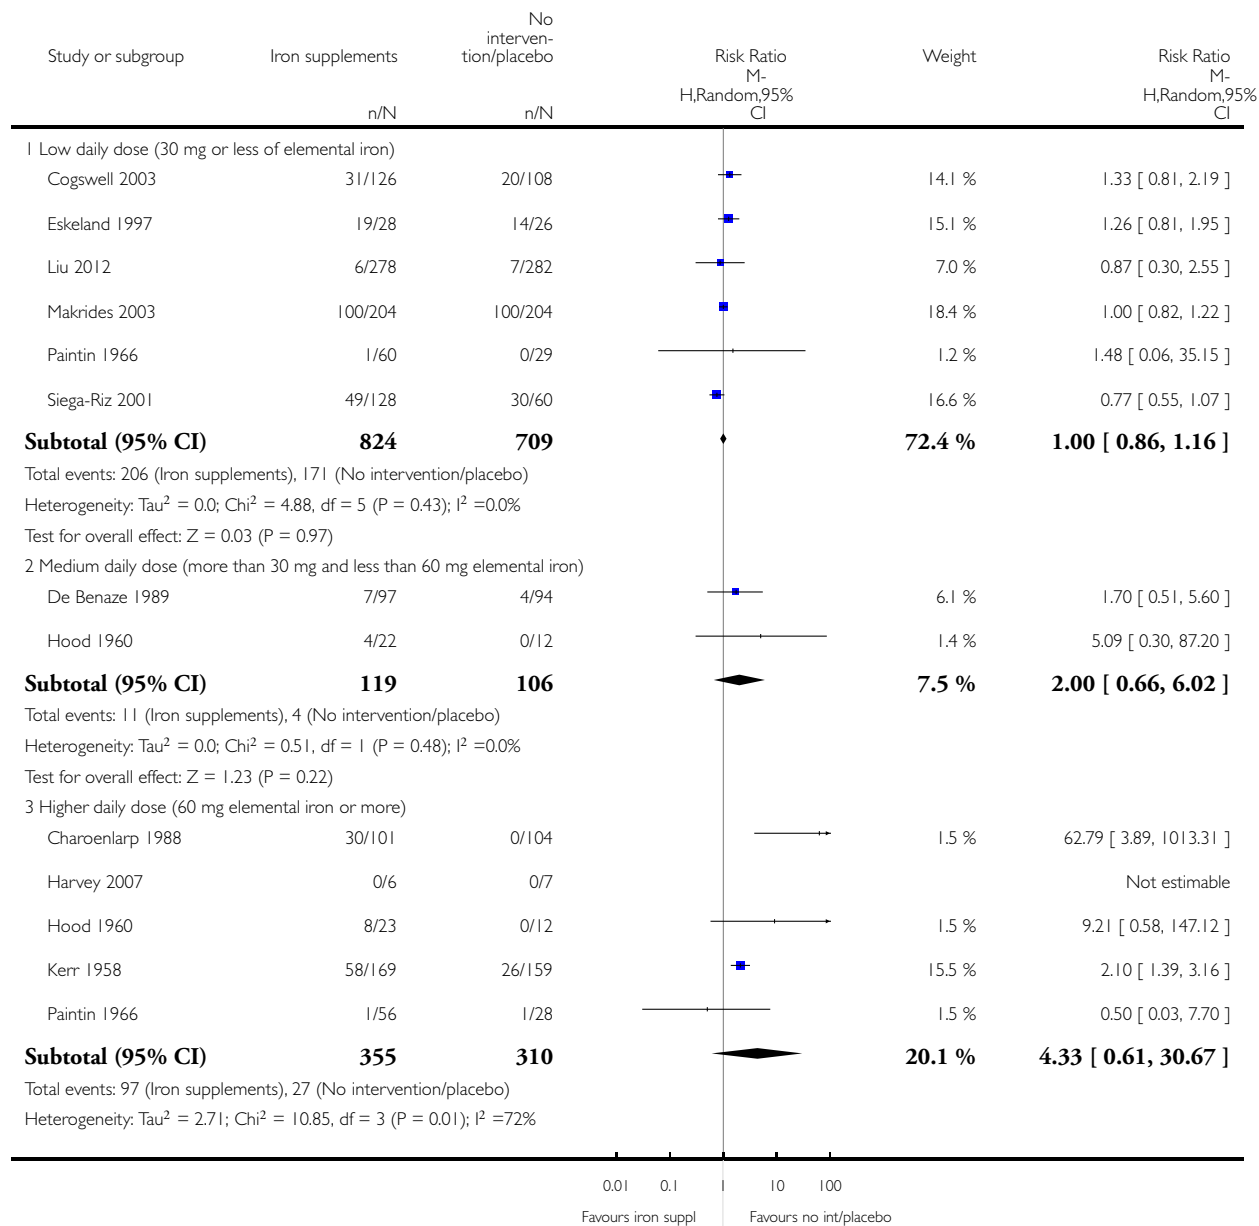 Study or subgroup Iron supplements No interven-tion/placebo Risk Ratio Weight Risk Ratio
n/N n/N M-H,Random,95% CI M-H,Random,95% CI
1 Low daily dose (30 mg or less of elemental iron)
Cogswell 2003 31/126 20/108 14.1 % 1.33 [ 0.81, 2.19 ]
Eskeland 1997 19/28 14/26 15.1 % 1.26 [ 0.81, 1.95 ]
Liu 2012 6/278 7/282 7.0 % 0.87 [ 0.30, 2.55 ]
Makrides 2003 100/204 100/204 18.4 % 1.00 [ 0.82, 1.22 ]
Paintin 1966 1/60 0/29 1.2 % 1.48 [ 0.06, 35.15 ]
Siega-Riz 2001 49/128 30/60 16.6 % 0.77 [ 0.55, 1.07 ]
Subtotal (95% CI) 824 709 72.4 % 1.00 [ 0.86, 1.16 ]
Total events: 206 (Iron supplements), 171 (No intervention/placebo)
Heterogeneity: Tau² = 0.0; Chi² = 4.88, df = 5 (P = 0.43); I² =0.0%
Test for overall effect: Z = 0.03 (P = 0.97)
2 Medium daily dose (more than 30 mg and less than 60 mg elemental iron)
De Benaze 1989 7/97 4/94 6.1 % 1.70 [ 0.51, 5.60 ]
Hood 1960 4/22 0/12 1.4 % 5.09 [ 0.30, 87.20 ]
Subtotal (95% CI) 119 106 7.5 % 2.00 [ 0.66, 6.02 ]
Total events: 11 (Iron supplements), 4 (No intervention/placebo)
Heterogeneity: Tau² = 0.0; Chi² = 0.51, df = 1 (P = 0.48); I² =0.0%
Test for overall effect: Z = 1.23 (P = 0.22)
3 Higher daily dose (60 mg elemental iron or more)
Charoenlarp 1988 30/101 0/104 1.5 % 62.79 [ 3.89, 1013.31 ]
Harvey 2007 0/6 0/7 Not estimable
Hood 1960 8/23 0/12 1.5 % 9.21 [ 0.58, 147.12 ]
Kerr 1958 58/169 26/159 15.5 % 2.10 [ 1.39, 3.16 ]
Paintin 1966 1/56 1/28 1.5 % 0.50 [ 0.03, 7.70 ]
Subtotal (95% CI) 355 310 20.1 % 4.33 [ 0.61, 30.67 ]
Total events: 97 (Iron supplements), 27 (No intervention/placebo)
Heterogeneity: Tau² = 2.71; Chi² = 10.85, df = 3 (P = 0.01); I² =72%
0.01 0.1 1 10 100
Favours iron suppl Favours no int/placebo